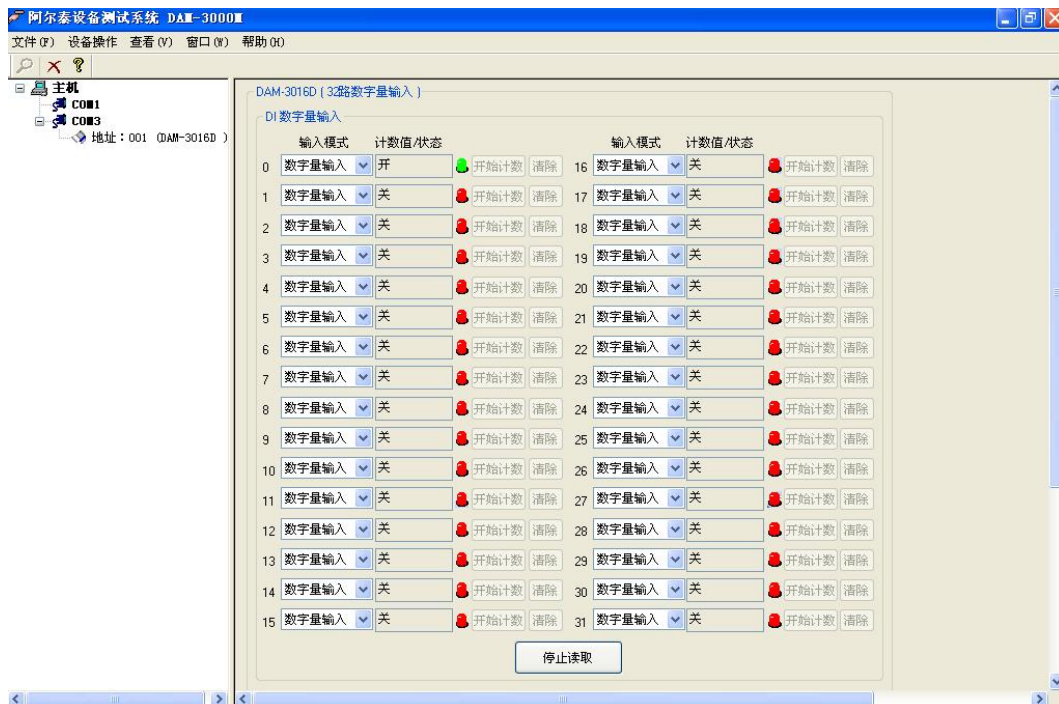 阿尔泰设备测试系统 DAM-3000M
文件(F) 设备操作 查看(V) 窗口(W) 帮助(H)
主机
COM1
COM3
地址：001 (DAM-3016D )
DAM-3016D ( 32路数字量输入 )
DI 数字量输入
输入模式 计数值/状态 输入模式 计数值/状态
0 数字量输入 开 开始计数 清除 16 数字量输入 关 开始计数 清除
1 数字量输入 关 开始计数 清除 17 数字量输入 关 开始计数 清除
2 数字量输入 关 开始计数 清除 18 数字量输入 关 开始计数 清除
3 数字量输入 关 开始计数 清除 19 数字量输入 关 开始计数 清除
4 数字量输入 关 开始计数 清除 20 数字量输入 关 开始计数 清除
5 数字量输入 关 开始计数 清除 21 数字量输入 关 开始计数 清除
6 数字量输入 关 开始计数 清除 22 数字量输入 关 开始计数 清除
7 数字量输入 关 开始计数 清除 23 数字量输入 关 开始计数 清除
8 数字量输入 关 开始计数 清除 24 数字量输入 关 开始计数 清除
9 数字量输入 关 开始计数 清除 25 数字量输入 关 开始计数 清除
10 数字量输入 关 开始计数 清除 26 数字量输入 关 开始计数 清除
11 数字量输入 关 开始计数 清除 27 数字量输入 关 开始计数 清除
12 数字量输入 关 开始计数 清除 28 数字量输入 关 开始计数 清除
13 数字量输入 关 开始计数 清除 29 数字量输入 关 开始计数 清除
14 数字量输入 关 开始计数 清除 30 数字量输入 关 开始计数 清除
15 数字量输入 关 开始计数 清除 31 数字量输入 关 开始计数 清除
停止读取